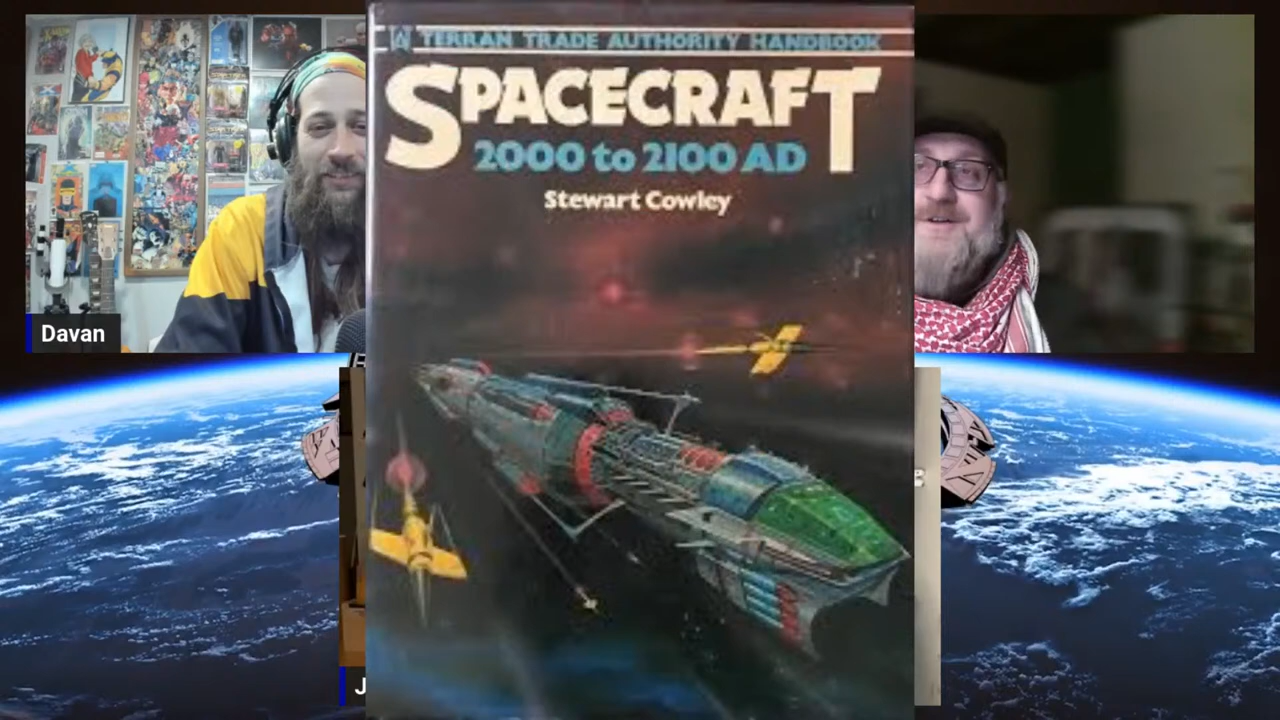 TERRAN TRADE AUTHORITY HANDBOOK
SPACECRAFT
2000 to 2100 AD
Stewart Cowley
Davan
J